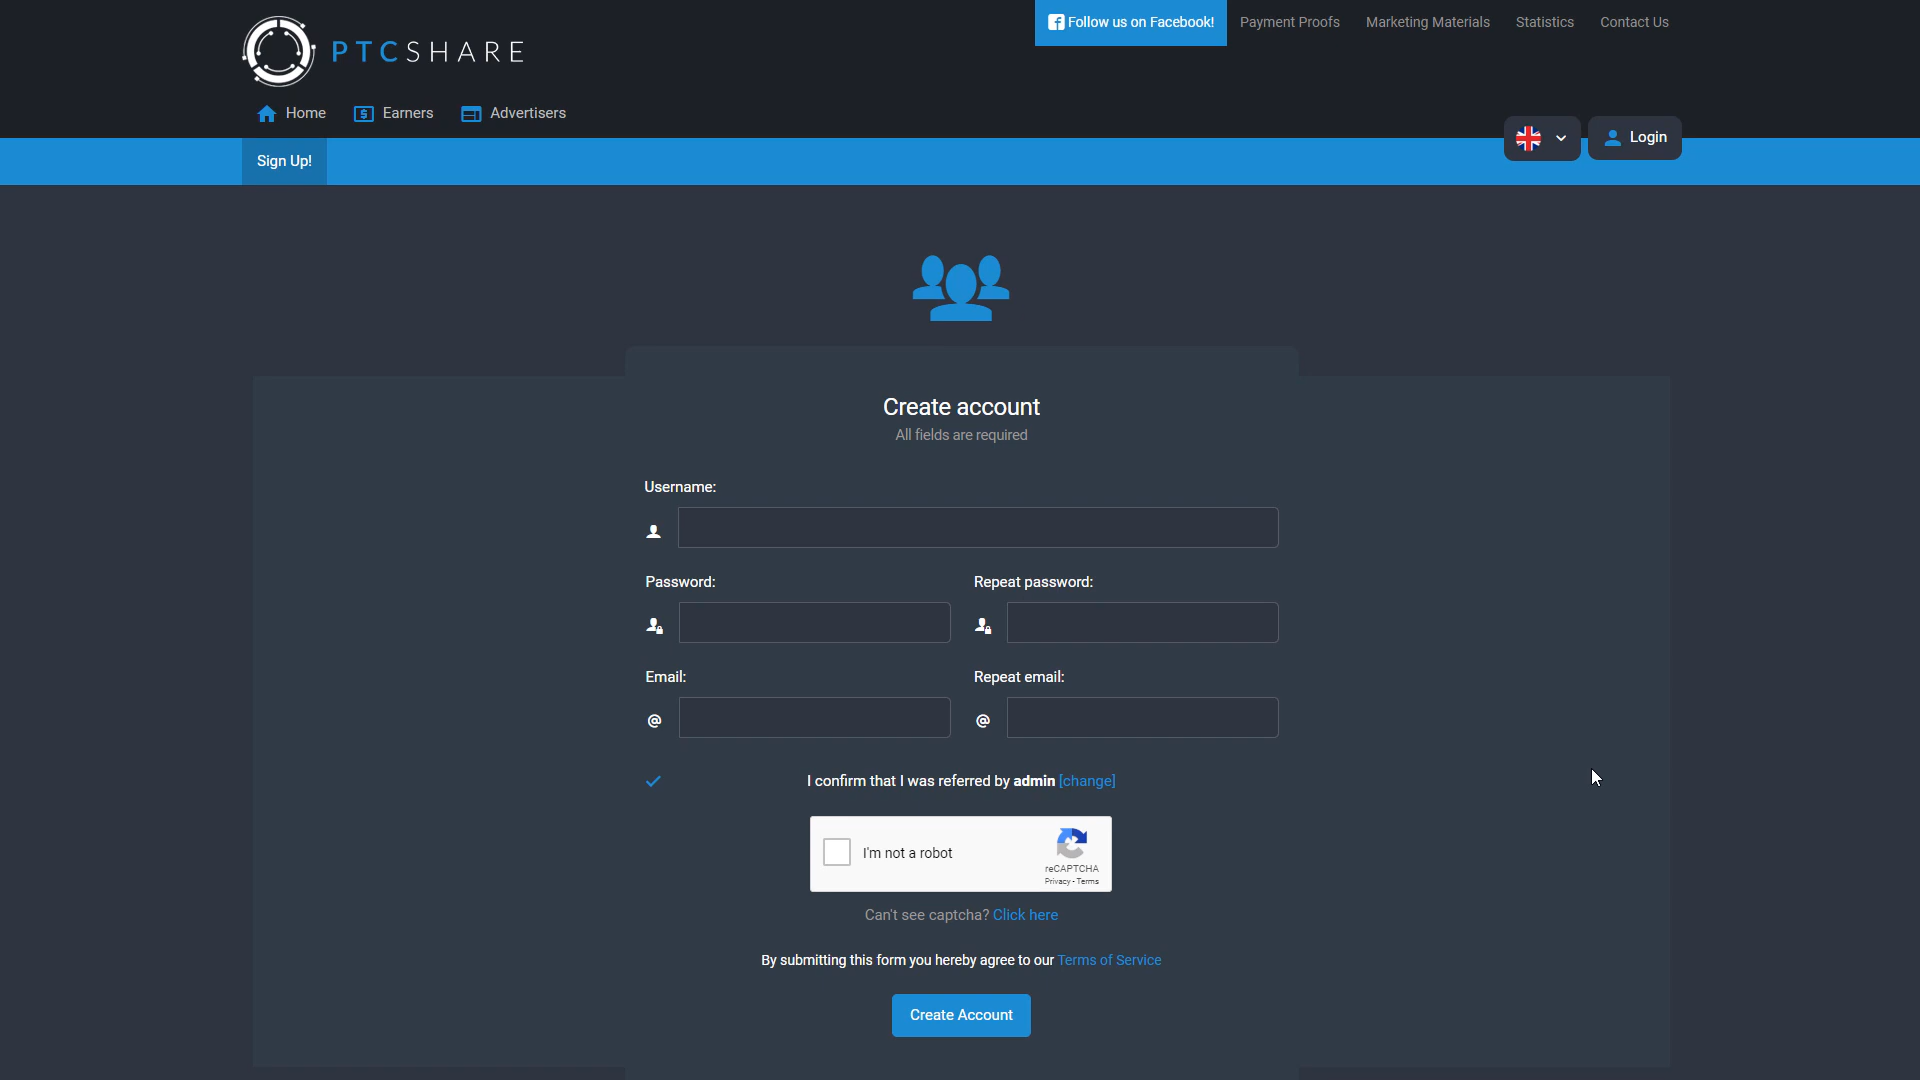 Follow us on Facebook!
Payment Proofs
Marketing Materials
Statistics
Contact Us
PTCSHARE
Home
Earners
Advertisers
Login
Sign Up!
Create account
All fields are required
Username:
Password:
Repeat password:
Email:
Repeat email:
@
@
I confirm that I was referred by admin [change]
I'm not a robot
reCAPTCHA
Privacy - Terms
Can't see captcha? Click here
By submitting this form you hereby agree to our Terms of Service
Create Account